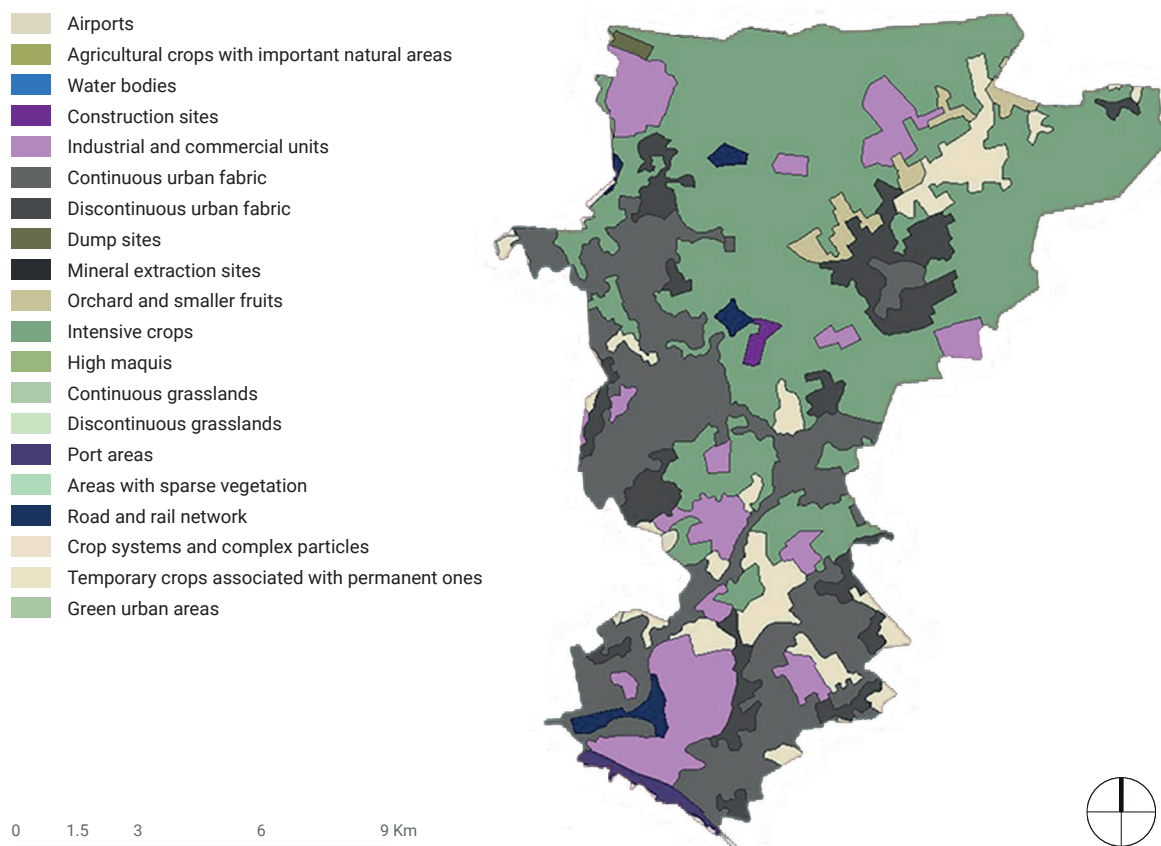 Airports
Agricultural crops with important natural areas
Water bodies
Construction sites
Industrial and commercial units
Continuous urban fabric
Discontinuous urban fabric
Dump sites
Mineral extraction sites
Orchard and smaller fruits
Intensive crops
High maquis
Continuous grasslands
Discontinuous grasslands
Port areas
Areas with sparse vegetation
Road and rail network
Crop systems and complex particles
Temporary crops associated with permanent ones
Green urban areas
0 1.5 3 6 9 Km